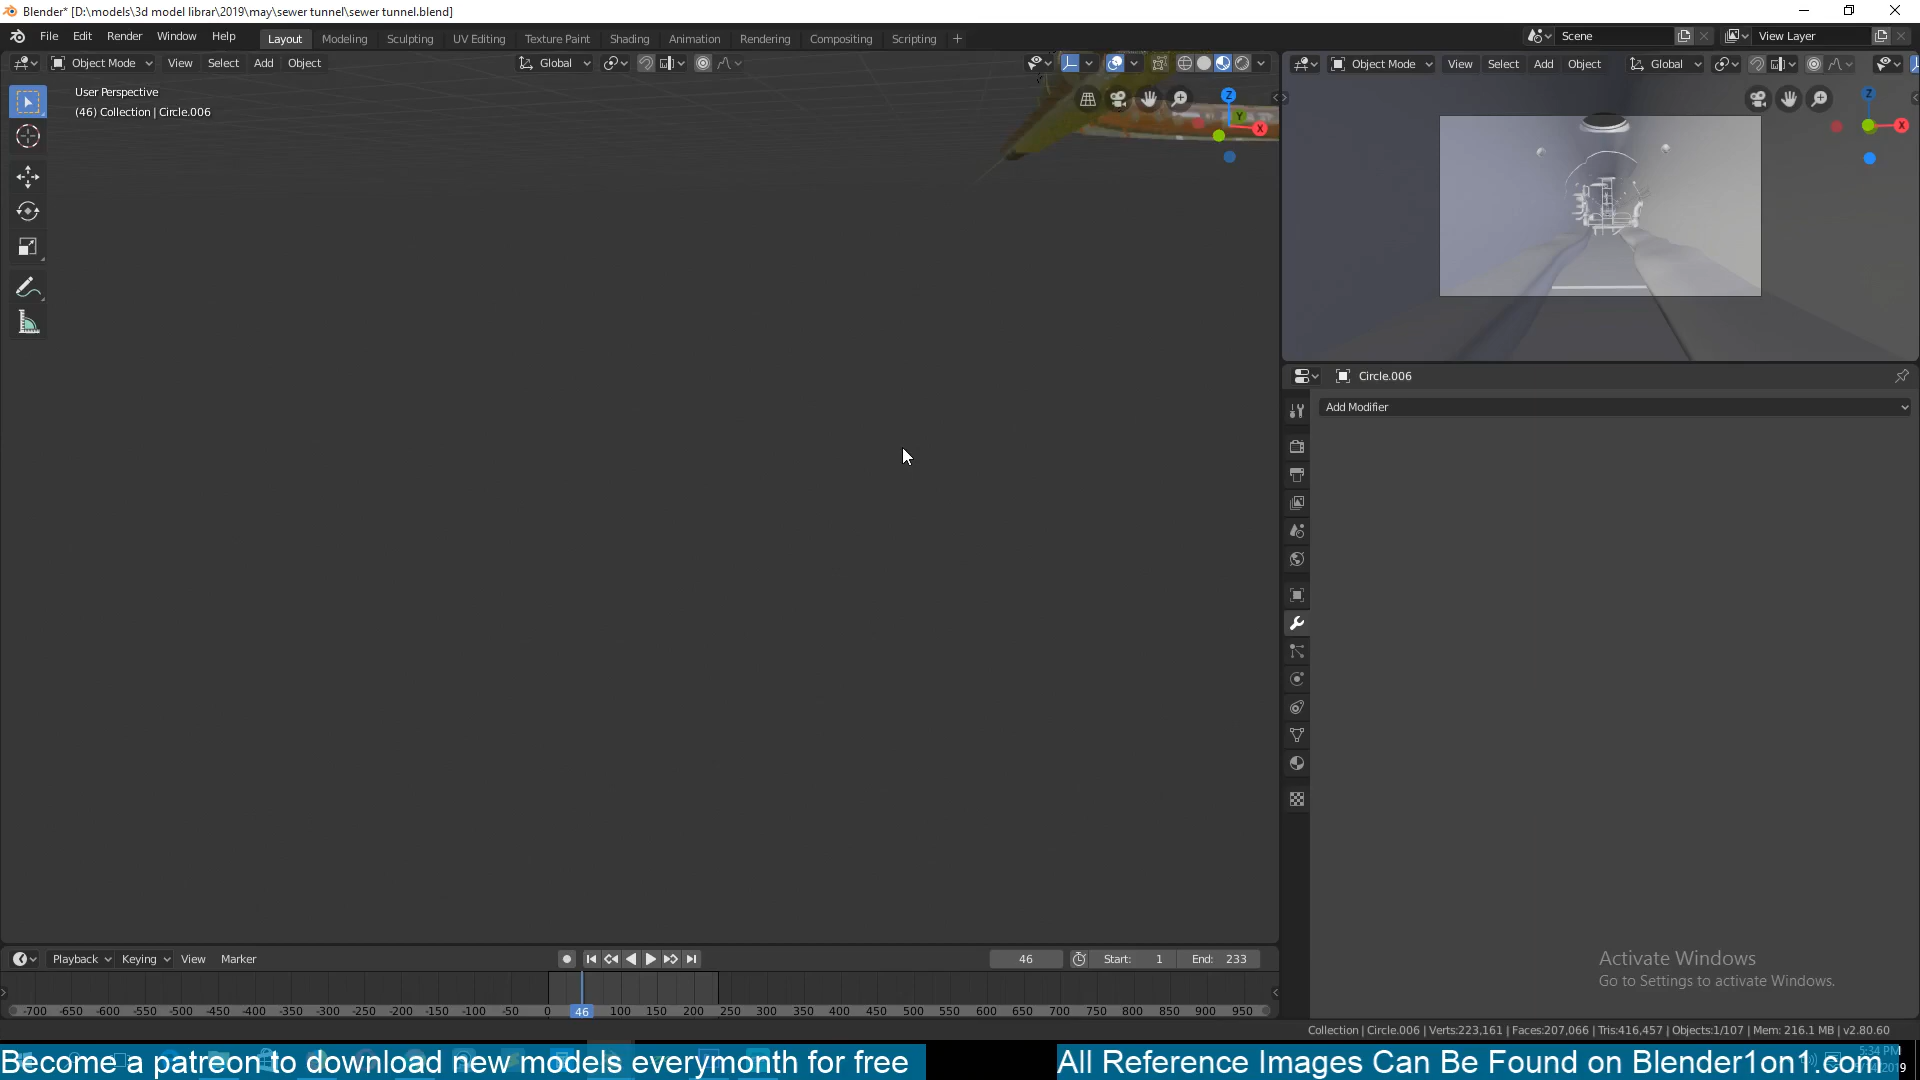 Blender* [D:\models\3d model librar\2019\may\sewer tunnel\sewer tunnel.blend]
File Edit Render Window Help Layout Modeling Sculpting UV Editing Texture Paint Shading Animation Rendering Compositing Scripting + Scene View Layer
Object Mode View Select Add Object Global Object Mode View Select Add Object Global
User Perspective
(46) Collection | Circle.006
Z
Y
X
Z
X
Circle.006
Add Modifier
Activate Windows
Go to Settings to activate Windows.
Playback Keying View Marker 46 Start: 1 End: 233
-700 -650 -600 -550 -500 -450 -400 -350 -300 -250 -200 -150 -100 -50 0 46 100 150 200 250 300 350 400 450 500 550 600 650 700 750 800 850 900 950
Collection | Circle.006 | Verts:223,161 | Faces:207,066 | Tris:416,457 | Objects:1/107 | Mem: 216.1 MB | v2.80.60
5:34 PM
Become a patreon to download new models everymonth for free
All Reference Images Can Be Found on Blender1on1.com